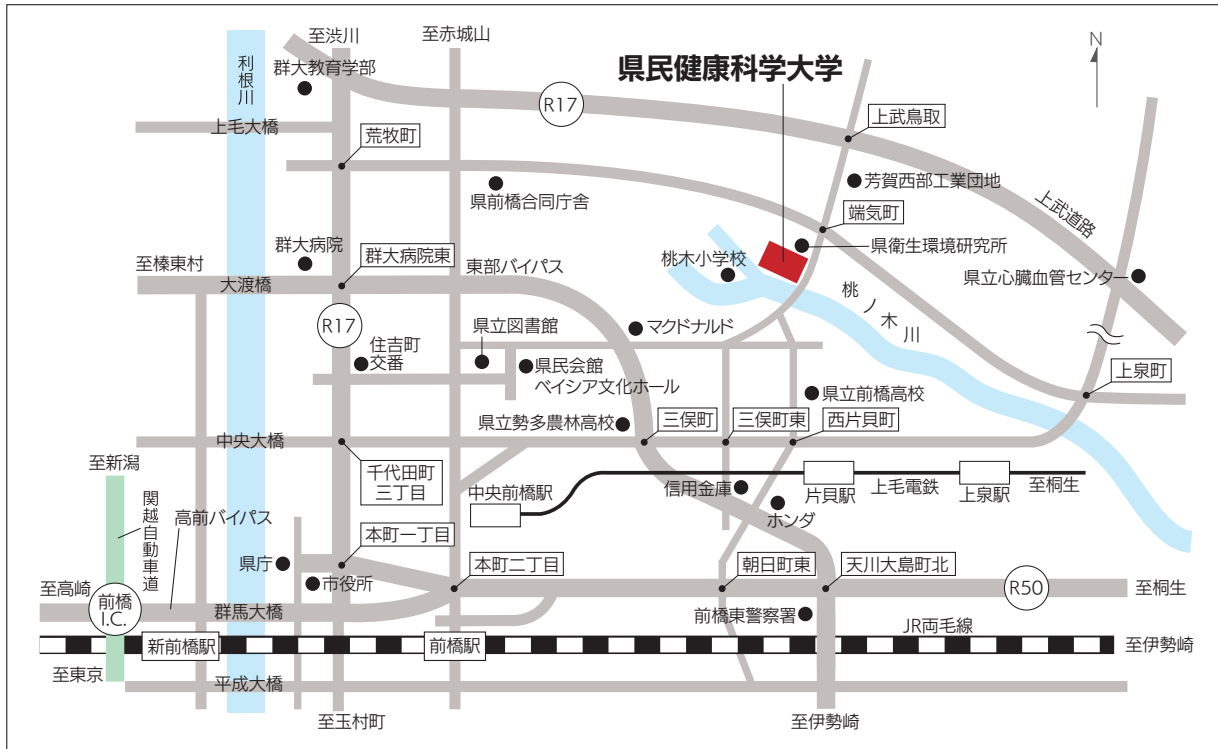 至渋川
至赤城山
N
利根川
群大教育学部
県民健康科学大学
R17
上毛大橋
荒牧町
上武鳥取
芳賀西部工業団地
県前橋合同庁舎
端気町
上武道路
群大病院
群大病院東
県衛生環境研究所
至榛東村
東部バイパス
桃木小学校
県立心臓血管センター
大渡橋
桃ノ木川
R17
県立図書館
マクドナルド
住吉町
交番
県民会館
ベイシア文化ホール
上泉町
県立前橋高校
県立勢多農林高校
三俣町
三俣町東
西片貝町
中央大橋
至新潟
千代田町
三丁目
中央前橋駅
信用金庫
片貝駅
上毛電鉄
上泉駅
至桐生
関越自動車道
高前バイパス
ホンダ
本町一丁目
県庁
本町二丁目
朝日町東
天川大島町北
至高崎
市役所
R50
至桐生
前橋
I.C.
群馬大橋
前橋東警察署
JR両毛線
新前橋駅
前橋駅
至伊勢崎
至東京
平成大橋
至玉村町
至伊勢崎